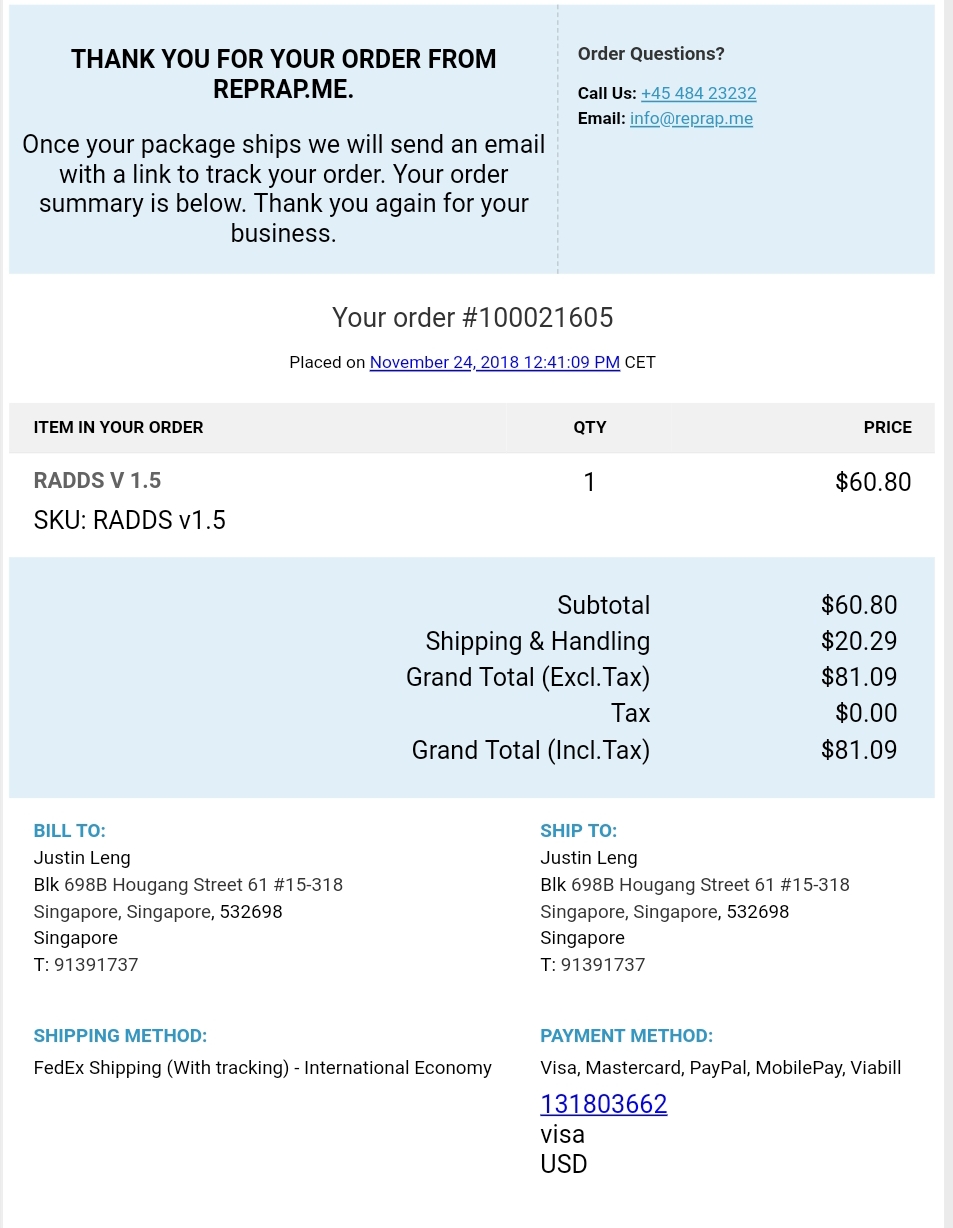 THANK YOU FOR YOUR ORDER FROM
REPRAP.ME.
Once your package ships we will send an email
with a link to track your order. Your order
summary is below. Thank you again for your
business.
Order Questions?
Call Us: +45 484 23232
Email: info@reprap.me
Your order #100021605
Placed on November 24, 2018 12:41:09 PM CET
ITEM IN YOUR ORDER QTY PRICE
RADDS V 1.5 1 $60.80
SKU: RADDS v1.5
Subtotal $60.80
Shipping & Handling $20.29
Grand Total (Excl.Tax) $81.09
Tax $0.00
Grand Total (Incl.Tax) $81.09
BILL TO:
Justin Leng
Blk 698B Hougang Street 61 #15-318
Singapore, Singapore, 532698
Singapore
T: 91391737
SHIP TO:
Justin Leng
Blk 698B Hougang Street 61 #15-318
Singapore, Singapore, 532698
Singapore
T: 91391737
SHIPPING METHOD:
FedEx Shipping (With tracking) - International Economy
PAYMENT METHOD:
Visa, Mastercard, PayPal, MobilePay, Viabill
131803662
visa
USD